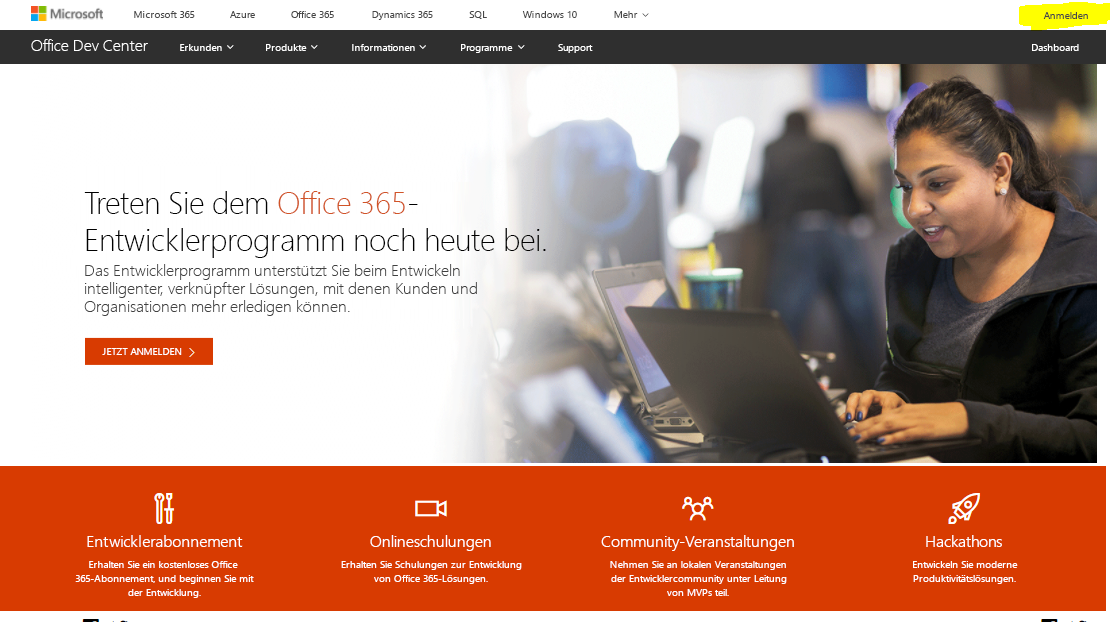 Microsoft Microsoft 365 Azure Office 365 Dynamics 365 SQL Windows 10 Mehr Anmelden
Office Dev Center Erkunden Produkte Informationen Programme Support Dashboard
Treten Sie dem Office 365-
Entwicklerprogramm noch heute bei.
Das Entwicklerprogramm unterstützt Sie beim Entwickeln
intelligenter, verknüpfter Lösungen, mit denen Kunden und
Organisationen mehr erledigen können.
JETZT ANMELDEN
Entwicklerabonnement
Erhalten Sie ein kostenloses Office
365-Abonnement, und beginnen Sie mit
der Entwicklung.
Onlineschulungen
Erhalten Sie Schulungen zur Entwicklung
von Office 365-Lösungen.
Community-Veranstaltungen
Nehmen Sie an lokalen Veranstaltungen
der Entwicklercommunity unter Leitung
von MVPs teil.
Hackathons
Entwickeln Sie moderne
Produktivitätslösungen.